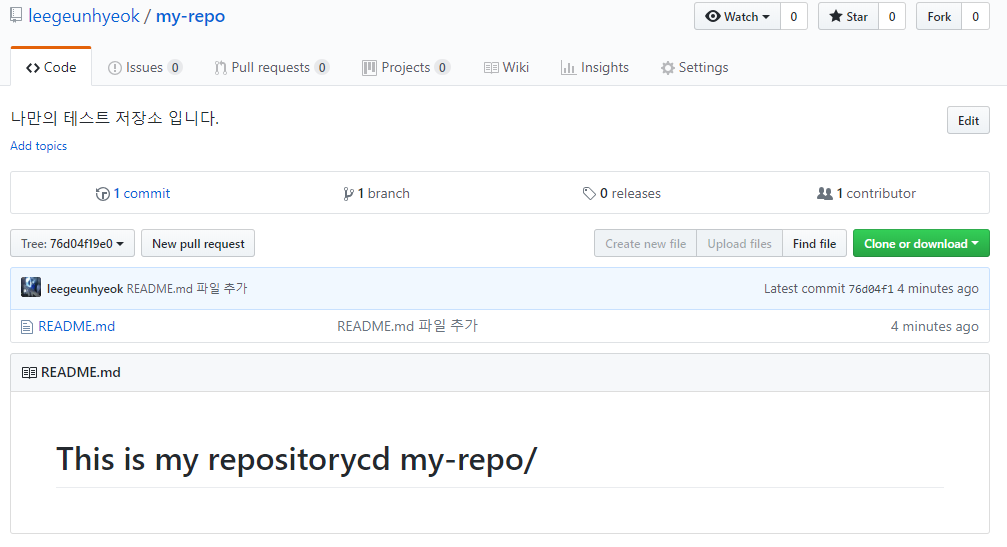 leegeunhyeok / my-repo
Watch 0 Star 0 Fork 0
Code Issues 0 Pull requests 0 Projects 0 Wiki Insights Settings
나만의 테스트 저장소 입니다. Edit
Add topics
1 commit 1 branch 0 releases 1 contributor
Tree: 76d04f19e0 New pull request Create new file Upload files Find file Clone or download
leegeunhyeok README.md 파일 추가 Latest commit 76d04f1 4 minutes ago
README.md README.md 파일 추가 4 minutes ago
README.md
This is my repositorycd my-repo/